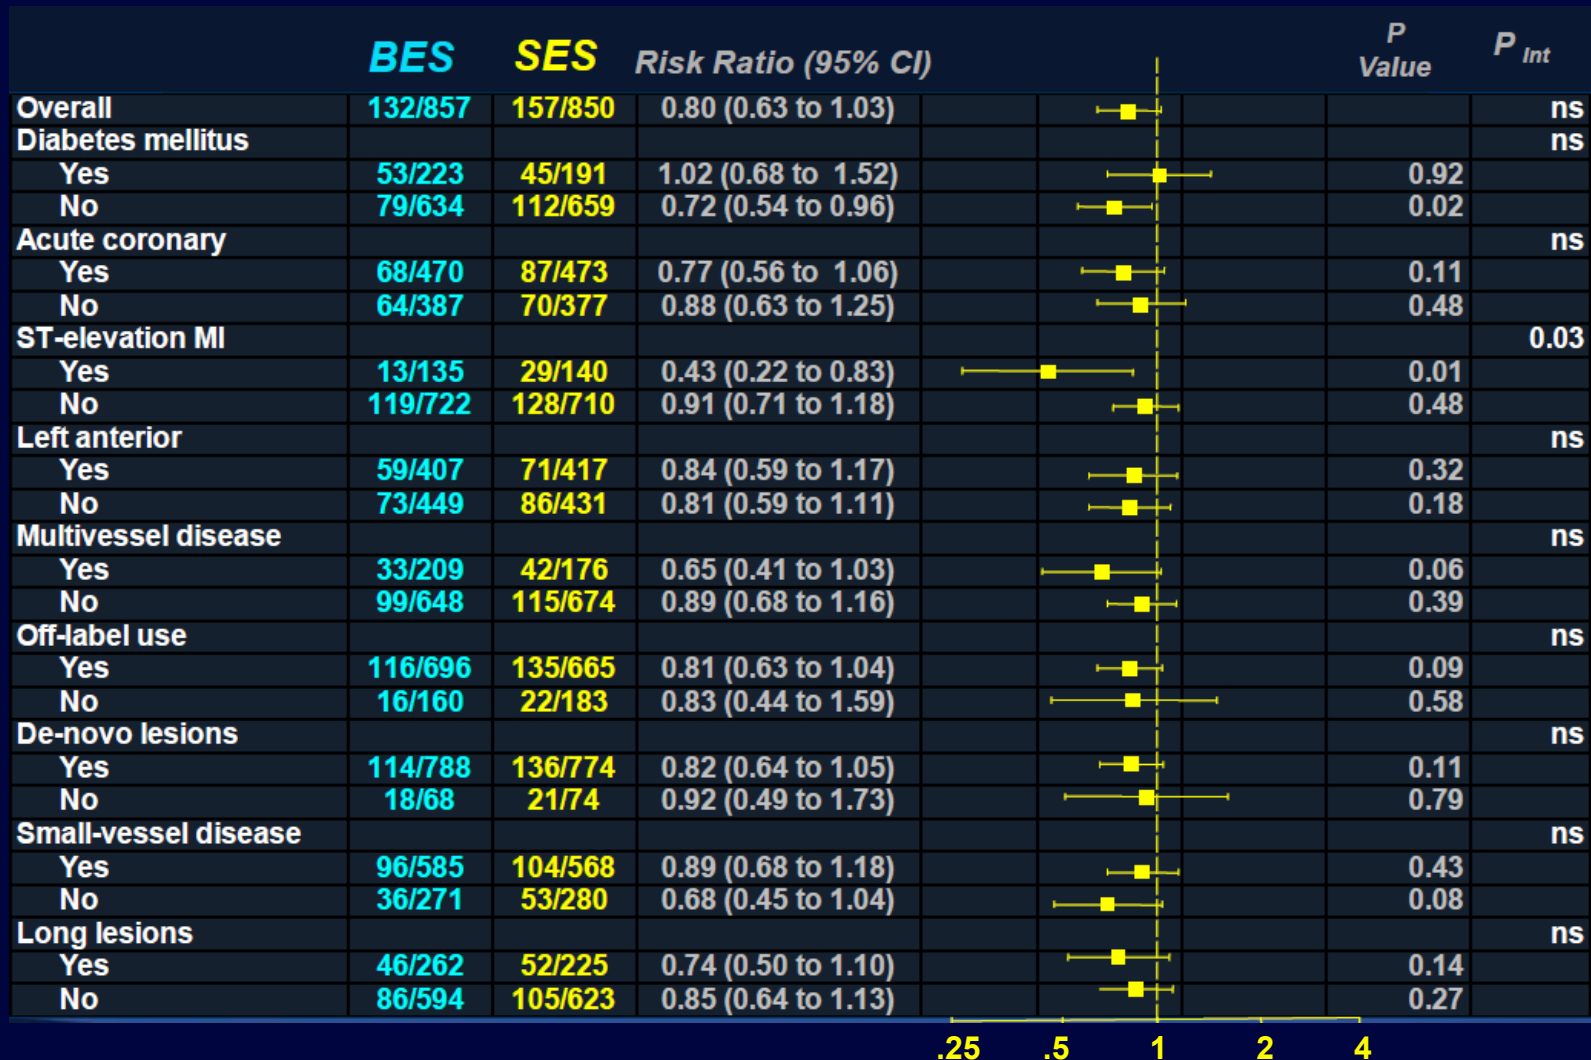 BES SES Risk Ratio (95% CI) P Value P Int
Overall 132/857 157/850 0.80 (0.63 to 1.03) ns
Diabetes mellitus ns
Yes 53/223 45/191 1.02 (0.68 to 1.52) 0.92
No 79/634 112/659 0.72 (0.54 to 0.96) 0.02
Acute coronary ns
Yes 68/470 87/473 0.77 (0.56 to 1.06) 0.11
No 64/387 70/377 0.88 (0.63 to 1.25) 0.48
ST-elevation MI 0.03
Yes 13/135 29/140 0.43 (0.22 to 0.83) 0.01
No 119/722 128/710 0.91 (0.71 to 1.18) 0.48
Left anterior ns
Yes 59/407 71/417 0.84 (0.59 to 1.17) 0.32
No 73/449 86/431 0.81 (0.59 to 1.11) 0.18
Multivessel disease ns
Yes 33/209 42/176 0.65 (0.41 to 1.03) 0.06
No 99/648 115/674 0.89 (0.68 to 1.16) 0.39
Off-label use ns
Yes 116/696 135/665 0.81 (0.63 to 1.04) 0.09
No 16/160 22/183 0.83 (0.44 to 1.59) 0.58
De-novo lesions ns
Yes 114/788 136/774 0.82 (0.64 to 1.05) 0.11
No 18/68 21/74 0.92 (0.49 to 1.73) 0.79
Small-vessel disease ns
Yes 96/585 104/568 0.89 (0.68 to 1.18) 0.43
No 36/271 53/280 0.68 (0.45 to 1.04) 0.08
Long lesions ns
Yes 46/262 52/225 0.74 (0.50 to 1.10) 0.14
No 86/594 105/623 0.85 (0.64 to 1.13) 0.27
.25 .5 1 2 4